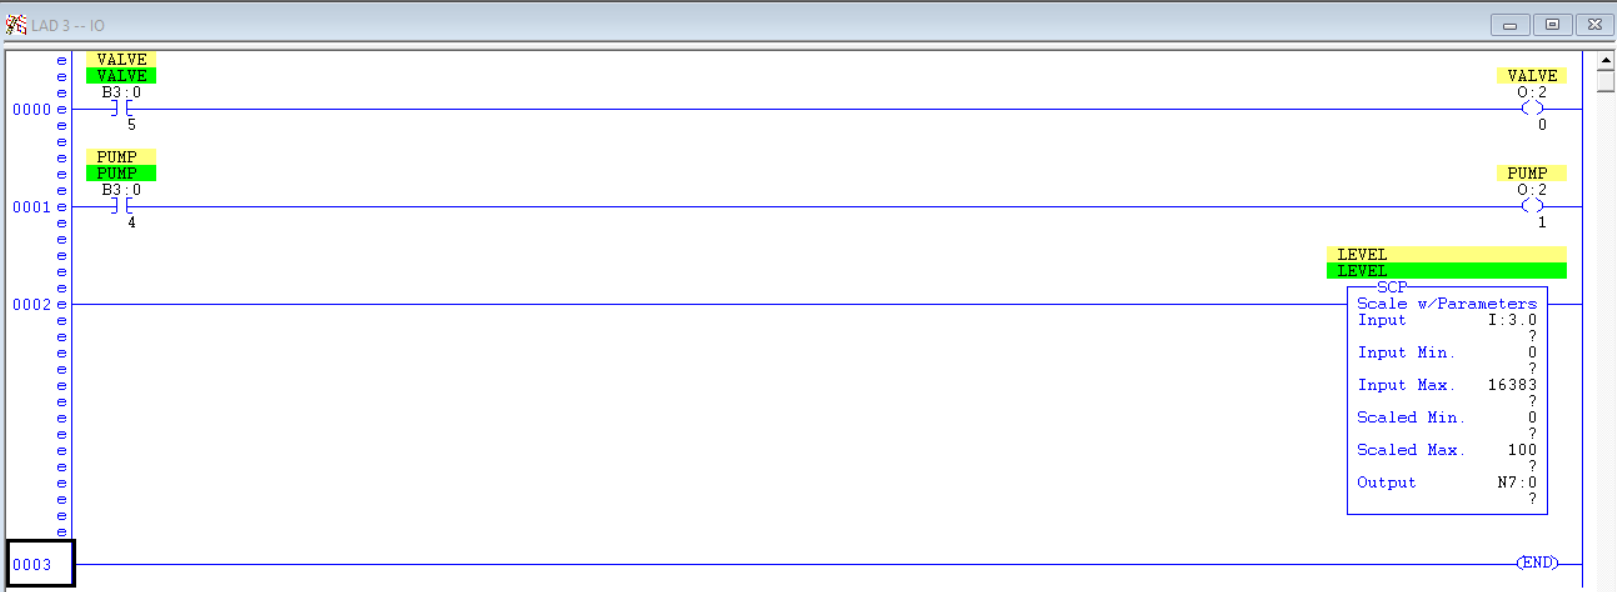 LAD 3 -- IO
e
e
e
0000 e
e
e
e
e
e
0001 e
e
e
e
e
e
0002 e
e
e
e
e
e
e
e
e
e
e
e
e
e
e
0003
VALVE
VALVE
B3:0
] [
5
VALVE
O:2
( )
0
PUMP
PUMP
B3:0
] [
4
PUMP
O:2
( )
1
LEVEL
LEVEL
SCP
Scale w/Parameters
Input I:3.0
?
Input Min. 0
?
Input Max. 16383
?
Scaled Min. 0
?
Scaled Max. 100
?
Output N7:0
?
(END)